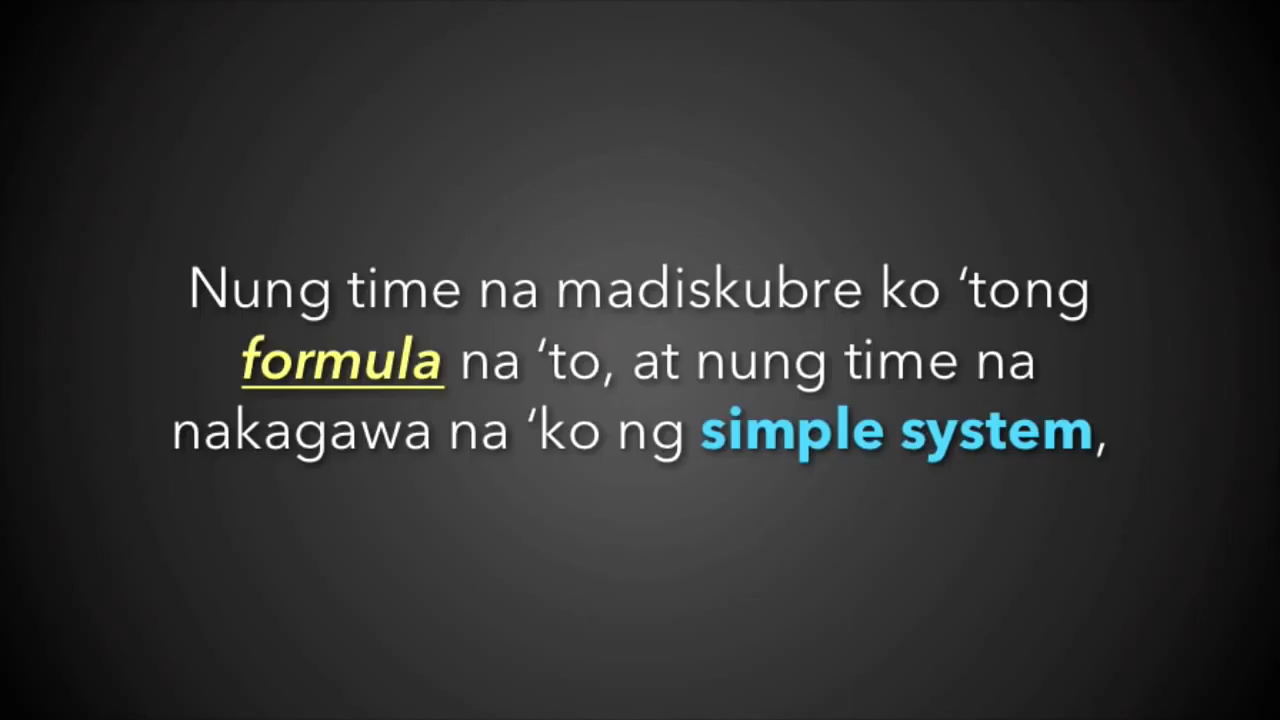 Nung time na madiskubre ko ‘tong
formula na ‘to, at nung time na
nakagawa na ‘ko ng simple system,